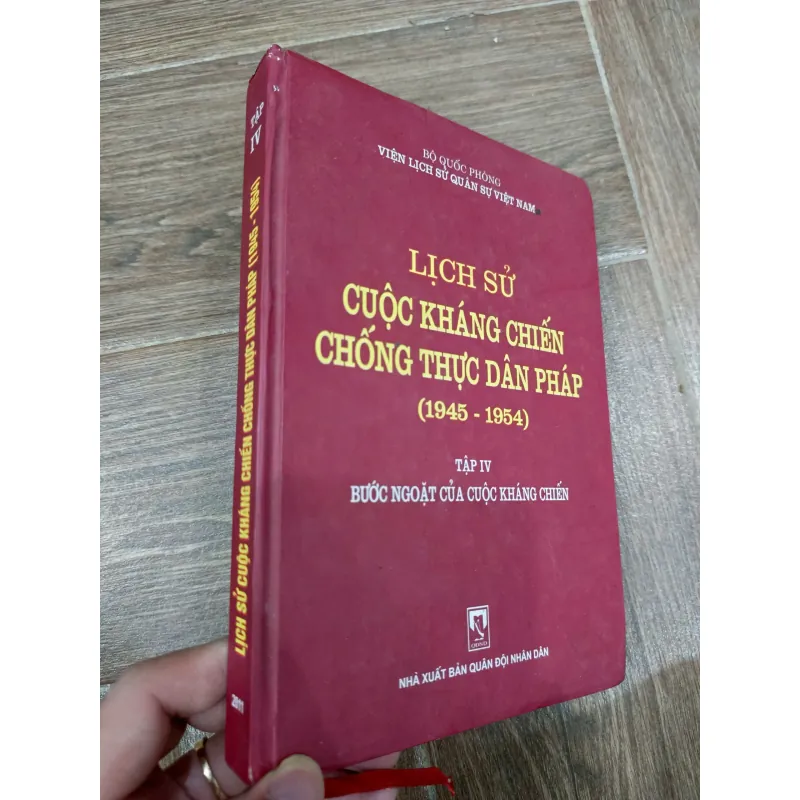 TẬP
IV
LỊCH SỬ CUỘC KHÁNG CHIẾN CHỐNG THỰC DÂN PHÁP (1945 - 1954)
2011
BỘ QUỐC PHÒNG
VIỆN LỊCH SỬ QUÂN SỰ VIỆT NAM
LỊCH SỬ
CUỘC KHÁNG CHIẾN
CHỐNG THỰC DÂN PHÁP
(1945 - 1954)
TẬP IV
BƯỚC NGOẶT CỦA CUỘC KHÁNG CHIẾN
QĐND
NHÀ XUẤT BẢN QUÂN ĐỘI NHÂN DÂN